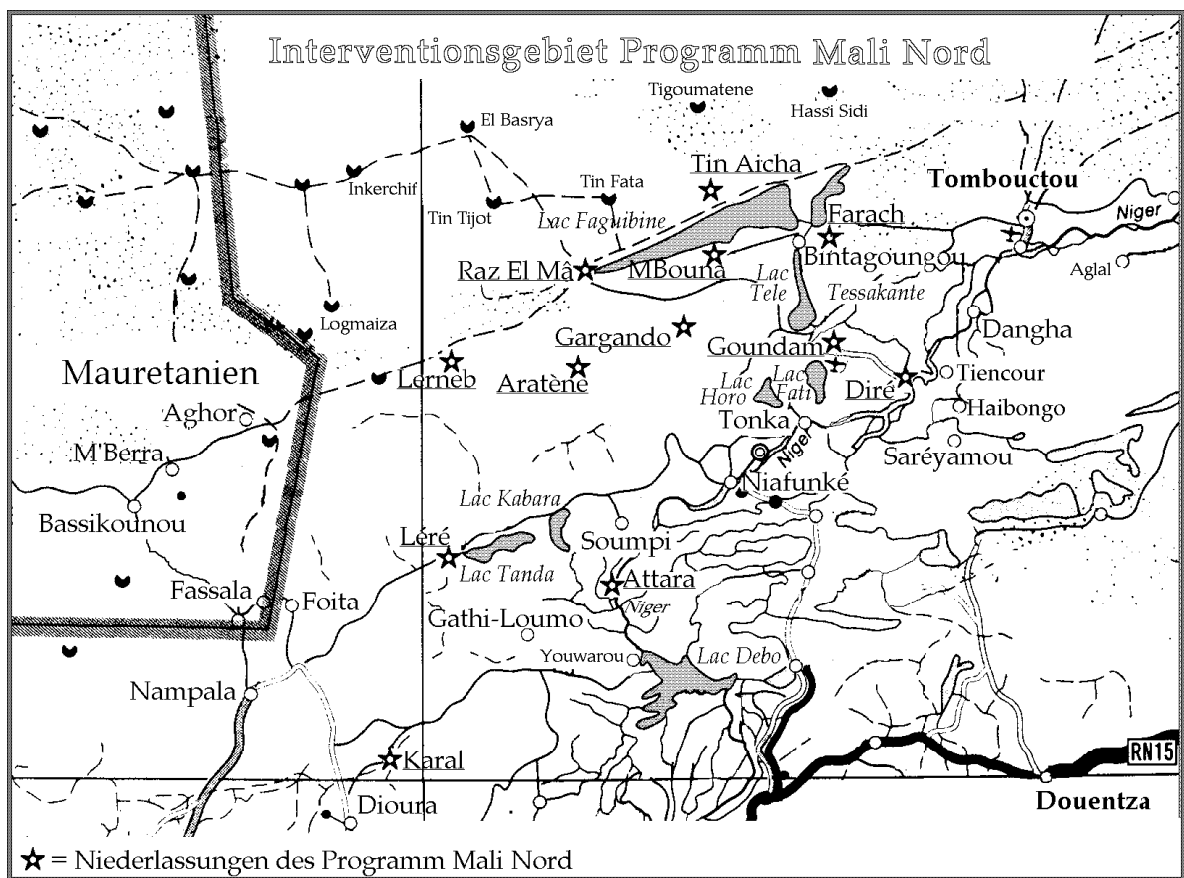 Interventionsgebiet Programm Mali Nord
Tigoumatene
Hassi Sidi
El Basrya
Tin Aicha
Inkerchif
Tin Fata
Tombouctou
Tin Tijot
Lac Faguibine
Farach
Niger
Raz El Mâ
MBouna
Bintagoungou
Aglal
Lac
Tele
Tessakante
Logmaiza
Gargando
Dangha
Goundam
Mauretanien
Lerneb
Aratène
Lac
Horo
Lac
Fati
Diré
Tiencour
Aghor
Tonka
Haibongo
M'Berra
Niger
Saréyamou
Niafunké
Bassikounou
Lac Kabara
Léré
Soumpi
Lac Tanda
Attara
Fassala
Foita
Niger
Gathi-Loumo
Youwarou
Lac Debo
Nampala
Karal
RN15
Dioura
Douentza
= Niederlassungen des Programm Mali Nord